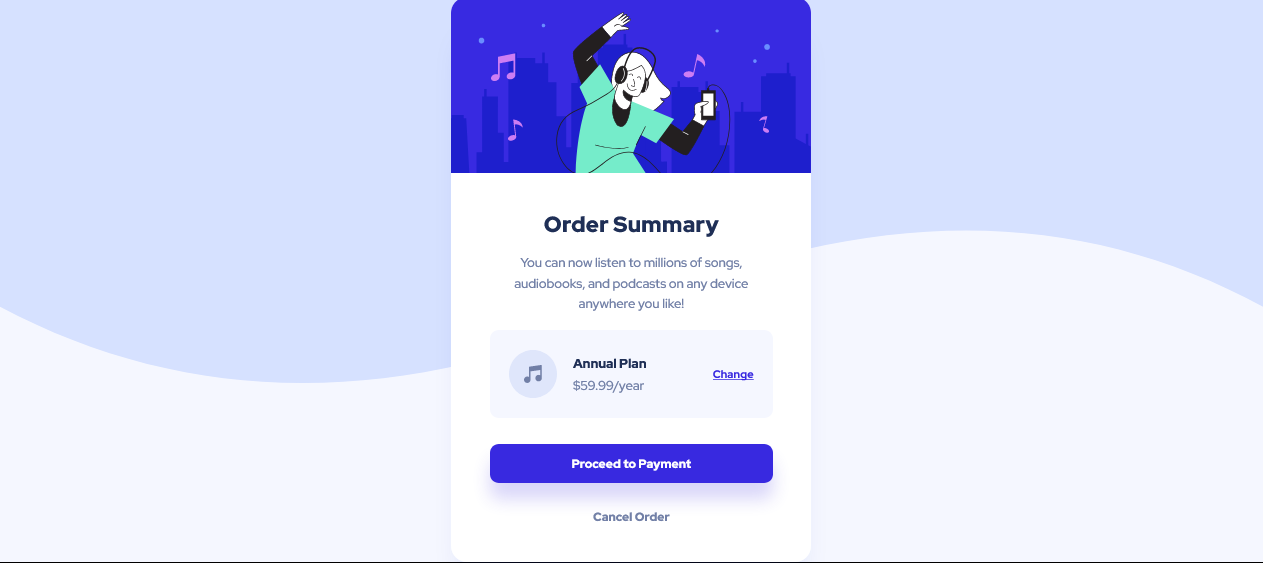 Order Summary
You can now listen to millions of songs,
audiobooks, and podcasts on any device
anywhere you like!
Annual Plan
$59.99/year
Change
Proceed to Payment
Cancel Order